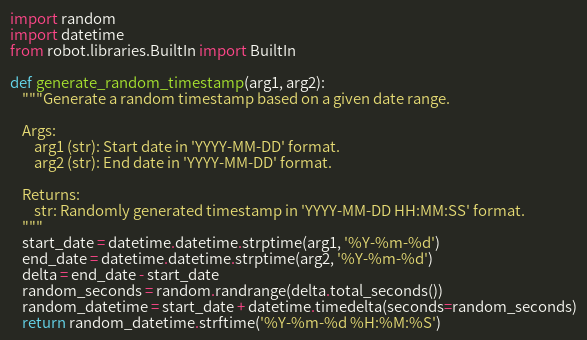 import random
import datetime
from robot.libraries.BuiltIn import BuiltIn

def generate_random_timestamp(arg1, arg2):
    """Generate a random timestamp based on a given date range.

    Args:
        arg1 (str): Start date in 'YYYY-MM-DD' format.
        arg2 (str): End date in 'YYYY-MM-DD' format.

    Returns:
        str: Randomly generated timestamp in 'YYYY-MM-DD HH:MM:SS' format.
    """
    start_date = datetime.datetime.strptime(arg1, '%Y-%m-%d')
    end_date = datetime.datetime.strptime(arg2, '%Y-%m-%d')
    delta = end_date - start_date
    random_seconds = random.randrange(delta.total_seconds())
    random_datetime = start_date + datetime.timedelta(seconds=random_seconds)
    return random_datetime.strftime('%Y-%m-%d %H:%M:%S')